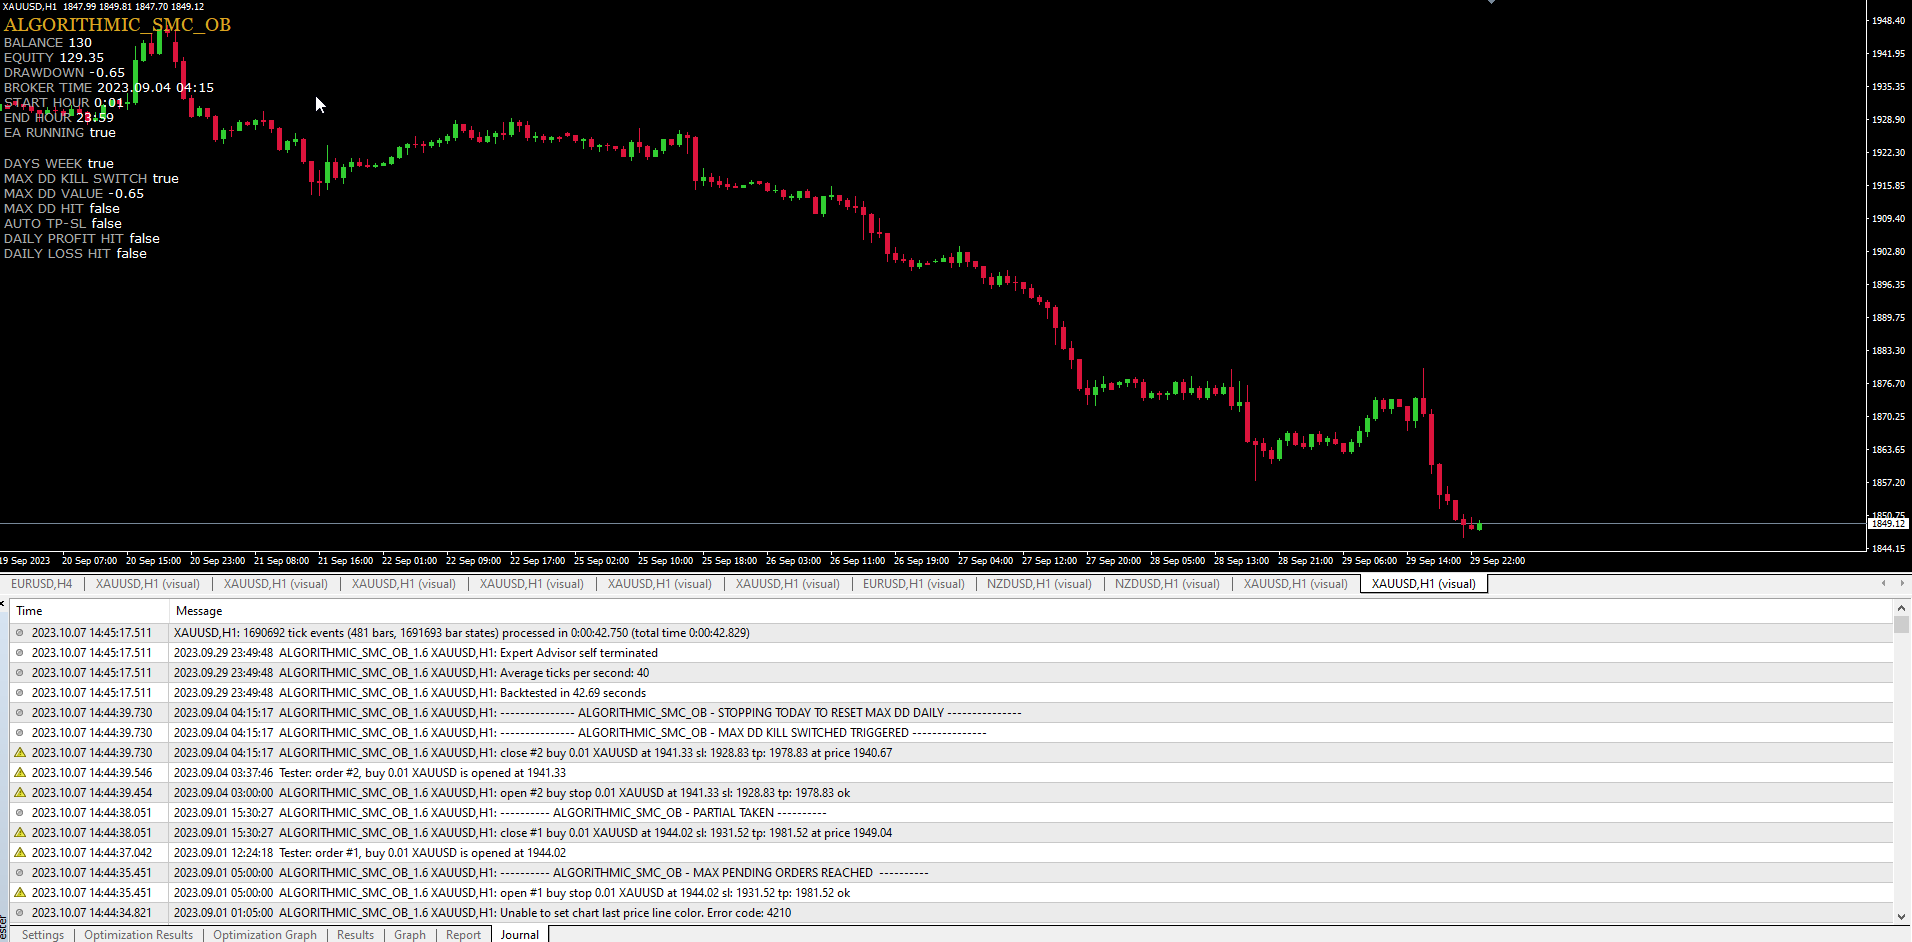 XAUUSD,H1 1847.99 1849.81 1847.70 1849.12
ALGORITHMIC_SMC_OB
BALANCE 130
EQUITY 129.35
DRAWDOWN -0.65
BROKER TIME 2023.09.04 04:15
START HOUR 0:01
END HOUR 23:59
EA RUNNING true
DAYS WEEK true
MAX DD KILL SWITCH true
MAX DD VALUE -0.65
MAX DD HIT false
AUTO TP-SL false
DAILY PROFIT HIT false
DAILY LOSS HIT false
1948.40
1941.95
1935.35
1928.90
1922.30
1915.85
1909.40
1902.80
1896.35
1889.75
1883.30
1876.70
1870.25
1863.65
1857.20
1850.75
1849.12
1844.15
19 Sep 2023 20 Sep 07:00 20 Sep 15:00 20 Sep 23:00 21 Sep 08:00 21 Sep 16:00 22 Sep 01:00 22 Sep 09:00 22 Sep 17:00 25 Sep 02:00 25 Sep 10:00 25 Sep 18:00 26 Sep 03:00 26 Sep 11:00 26 Sep 19:00 27 Sep 04:00 27 Sep 12:00 27 Sep 20:00 28 Sep 05:00 28 Sep 13:00 28 Sep 21:00 29 Sep 06:00 29 Sep 14:00 29 Sep 22:00
EURUSD,H4 XAUUSD,H1 (visual) XAUUSD,H1 (visual) XAUUSD,H1 (visual) XAUUSD,H1 (visual) XAUUSD,H1 (visual) XAUUSD,H1 (visual) EURUSD,H1 (visual) NZDUSD,H1 (visual) NZDUSD,H1 (visual) XAUUSD,H1 (visual) XAUUSD,H1 (visual)
Time Message
2023.10.07 14:45:17.511 XAUUSD,H1: 1690692 tick events (481 bars, 1691693 bar states) processed in 0:00:42.750 (total time 0:00:42.829)
2023.10.07 14:45:17.511 2023.09.29 23:49:48 ALGORITHMIC_SMC_OB_1.6 XAUUSD,H1: Expert Advisor self terminated
2023.10.07 14:45:17.511 2023.09.29 23:49:48 ALGORITHMIC_SMC_OB_1.6 XAUUSD,H1: Average ticks per second: 40
2023.10.07 14:45:17.511 2023.09.29 23:49:48 ALGORITHMIC_SMC_OB_1.6 XAUUSD,H1: Backtested in 42.69 seconds
2023.10.07 14:44:39.730 2023.09.04 04:15:17 ALGORITHMIC_SMC_OB_1.6 XAUUSD,H1: --------------- ALGORITHMIC_SMC_OB - STOPPING TODAY TO RESET MAX DD DAILY ---------------
2023.10.07 14:44:39.730 2023.09.04 04:15:17 ALGORITHMIC_SMC_OB_1.6 XAUUSD,H1: --------------- ALGORITHMIC_SMC_OB - MAX DD KILL SWITCHED TRIGGERED ---------------
2023.10.07 14:44:39.730 2023.09.04 04:15:17 ALGORITHMIC_SMC_OB_1.6 XAUUSD,H1: close #2 buy 0.01 XAUUSD at 1941.33 sl: 1928.83 tp: 1978.83 at price 1940.67
2023.10.07 14:44:39.546 2023.09.04 03:37:46 Tester: order #2, buy 0.01 XAUUSD is opened at 1941.33
2023.10.07 14:44:39.454 2023.09.04 03:00:00 ALGORITHMIC_SMC_OB_1.6 XAUUSD,H1: open #2 buy stop 0.01 XAUUSD at 1941.33 sl: 1928.83 tp: 1978.83 ok
2023.10.07 14:44:38.051 2023.09.01 15:30:27 ALGORITHMIC_SMC_OB_1.6 XAUUSD,H1: ---------- ALGORITHMIC_SMC_OB - PARTIAL TAKEN ----------
2023.10.07 14:44:38.051 2023.09.01 15:30:27 ALGORITHMIC_SMC_OB_1.6 XAUUSD,H1: close #1 buy 0.01 XAUUSD at 1944.02 sl: 1931.52 tp: 1981.52 at price 1949.04
2023.10.07 14:44:37.042 2023.09.01 12:24:18 Tester: order #1, buy 0.01 XAUUSD is opened at 1944.02
2023.10.07 14:44:35.451 2023.09.01 05:00:00 ALGORITHMIC_SMC_OB_1.6 XAUUSD,H1: ---------- ALGORITHMIC_SMC_OB - MAX PENDING ORDERS REACHED ----------
2023.10.07 14:44:35.451 2023.09.01 05:00:00 ALGORITHMIC_SMC_OB_1.6 XAUUSD,H1: open #1 buy stop 0.01 XAUUSD at 1944.02 sl: 1931.52 tp: 1981.52 ok
2023.10.07 14:44:34.821 2023.09.01 01:05:00 ALGORITHMIC_SMC_OB_1.6 XAUUSD,H1: Unable to set chart last price line color. Error code: 4210
Settings Optimization Results Optimization Graph Results Graph Report Journal